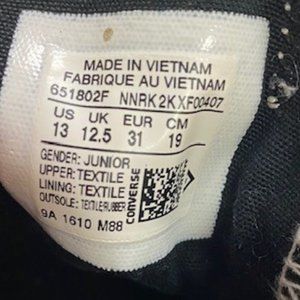 MADE IN VIETNAM
FABRIQUE AU VIETNAM
651802F NNRK2KXF00407
US UK EUR CM
13 12.5 31 19
GENDER: JUNIOR
UPPER: TEXTILE
LINING: TEXTILE
OUTSOLE: TEXTILE/RUBBER
9A 1610 M88
CONVERSE